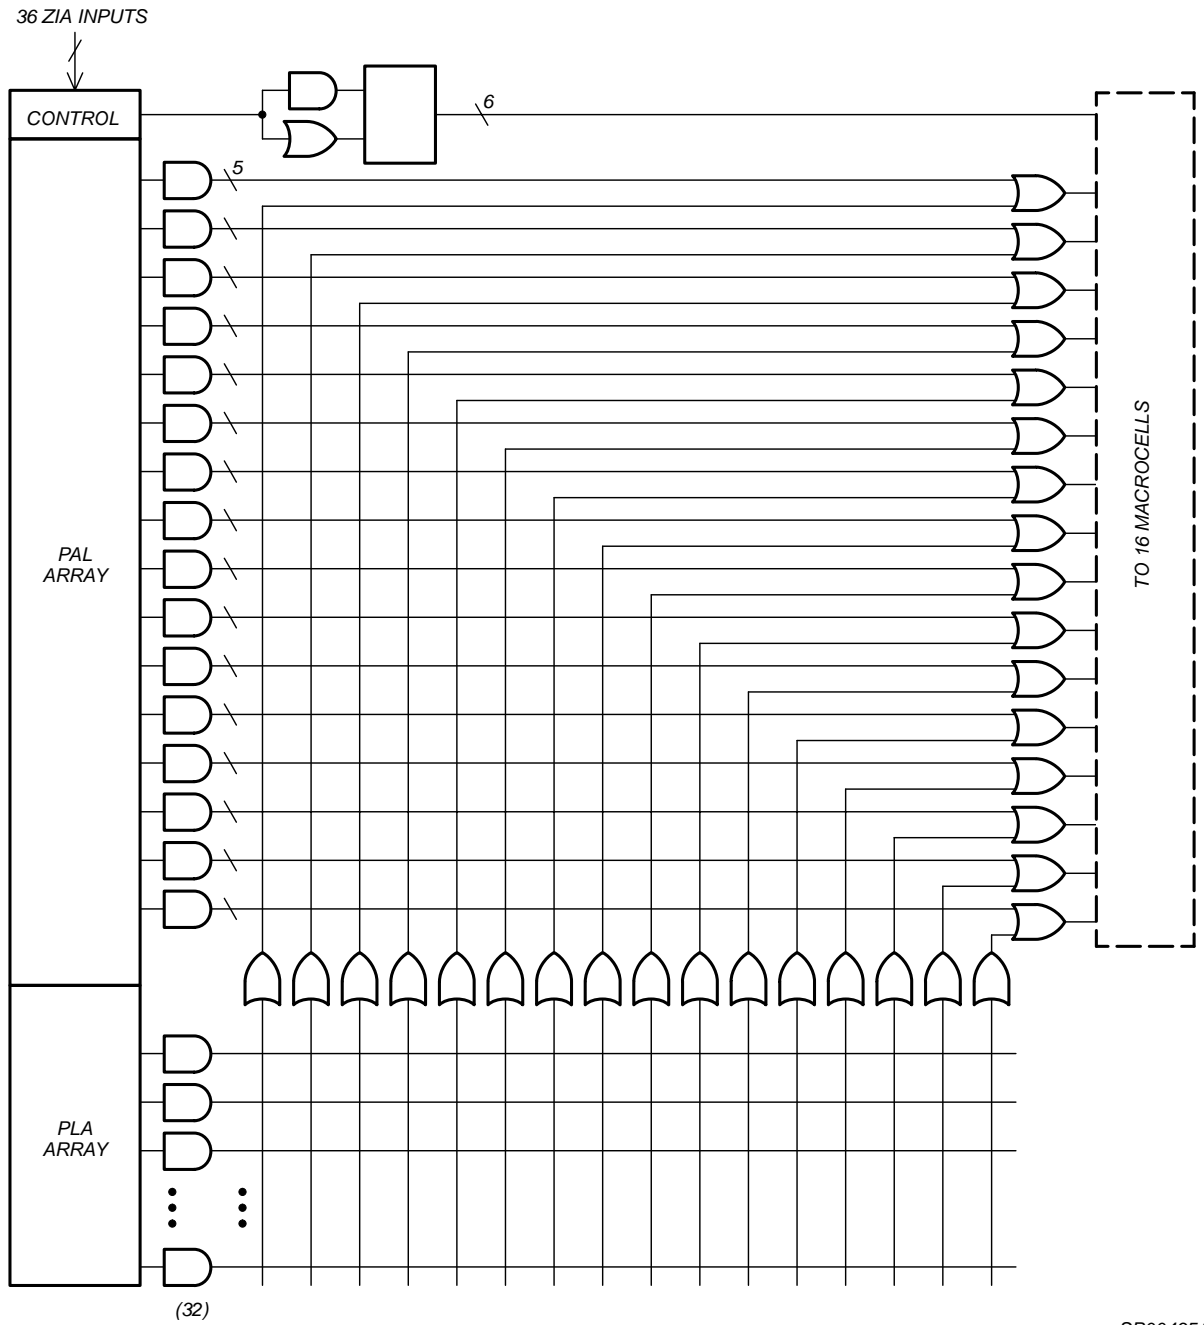 36 ZIA INPUTS
CONTROL
6
5
PAL
ARRAY
TO 16 MACROCELLS
PLA
ARRAY
(32)